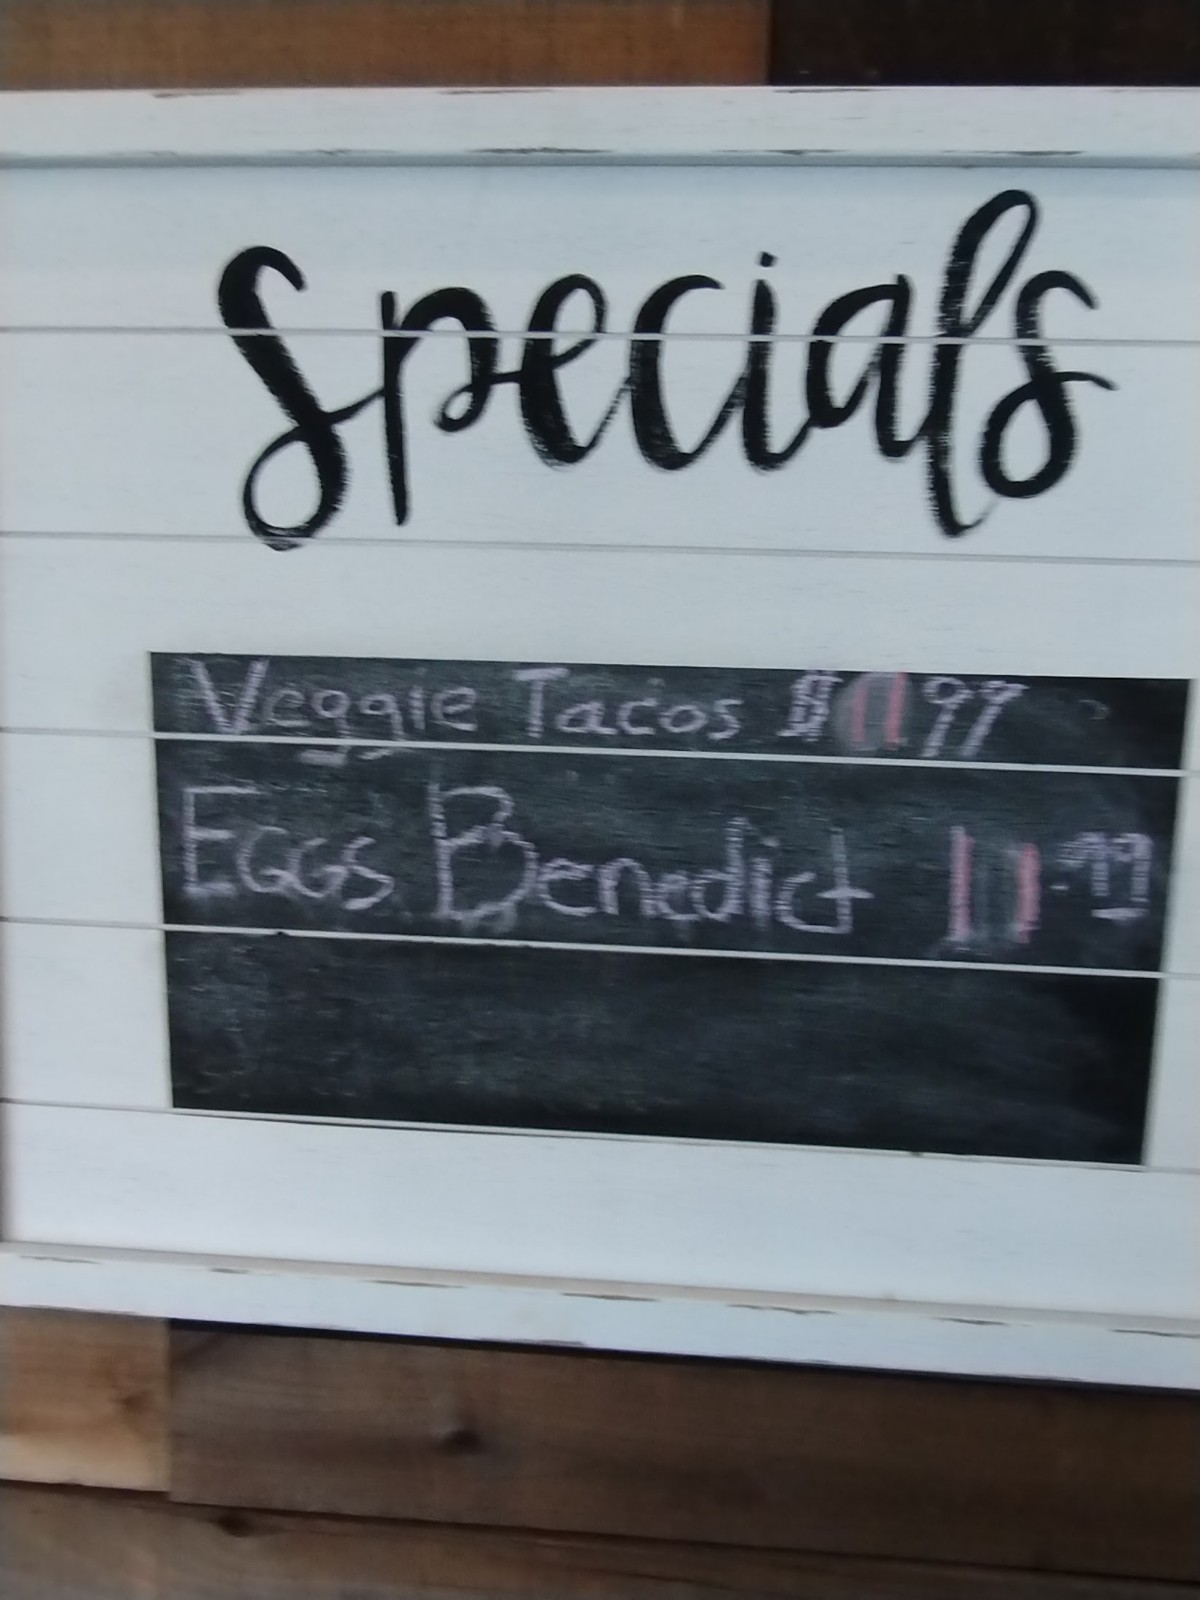 Specials
Veggie Tacos $11 99
EGGS Benedict 11.99